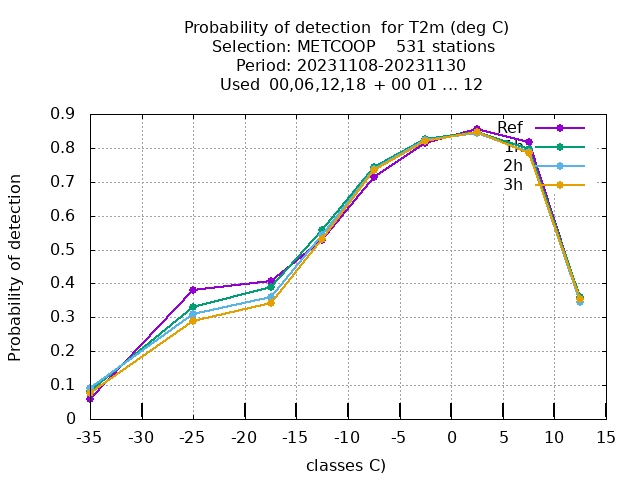 Probability of detection for T2m (deg C)
Selection: METCOOP 531 stations
Period: 20231108-20231130
Used 00,06,12,18 + 00 01 ... 12
Probability of detection
0.9
0.8
0.7
0.6
0.5
0.4
0.3
0.2
0.1
0
Ref
1h
2h
3h
-35 -30 -25 -20 -15 -10 -5 0 5 10 15
classes C)